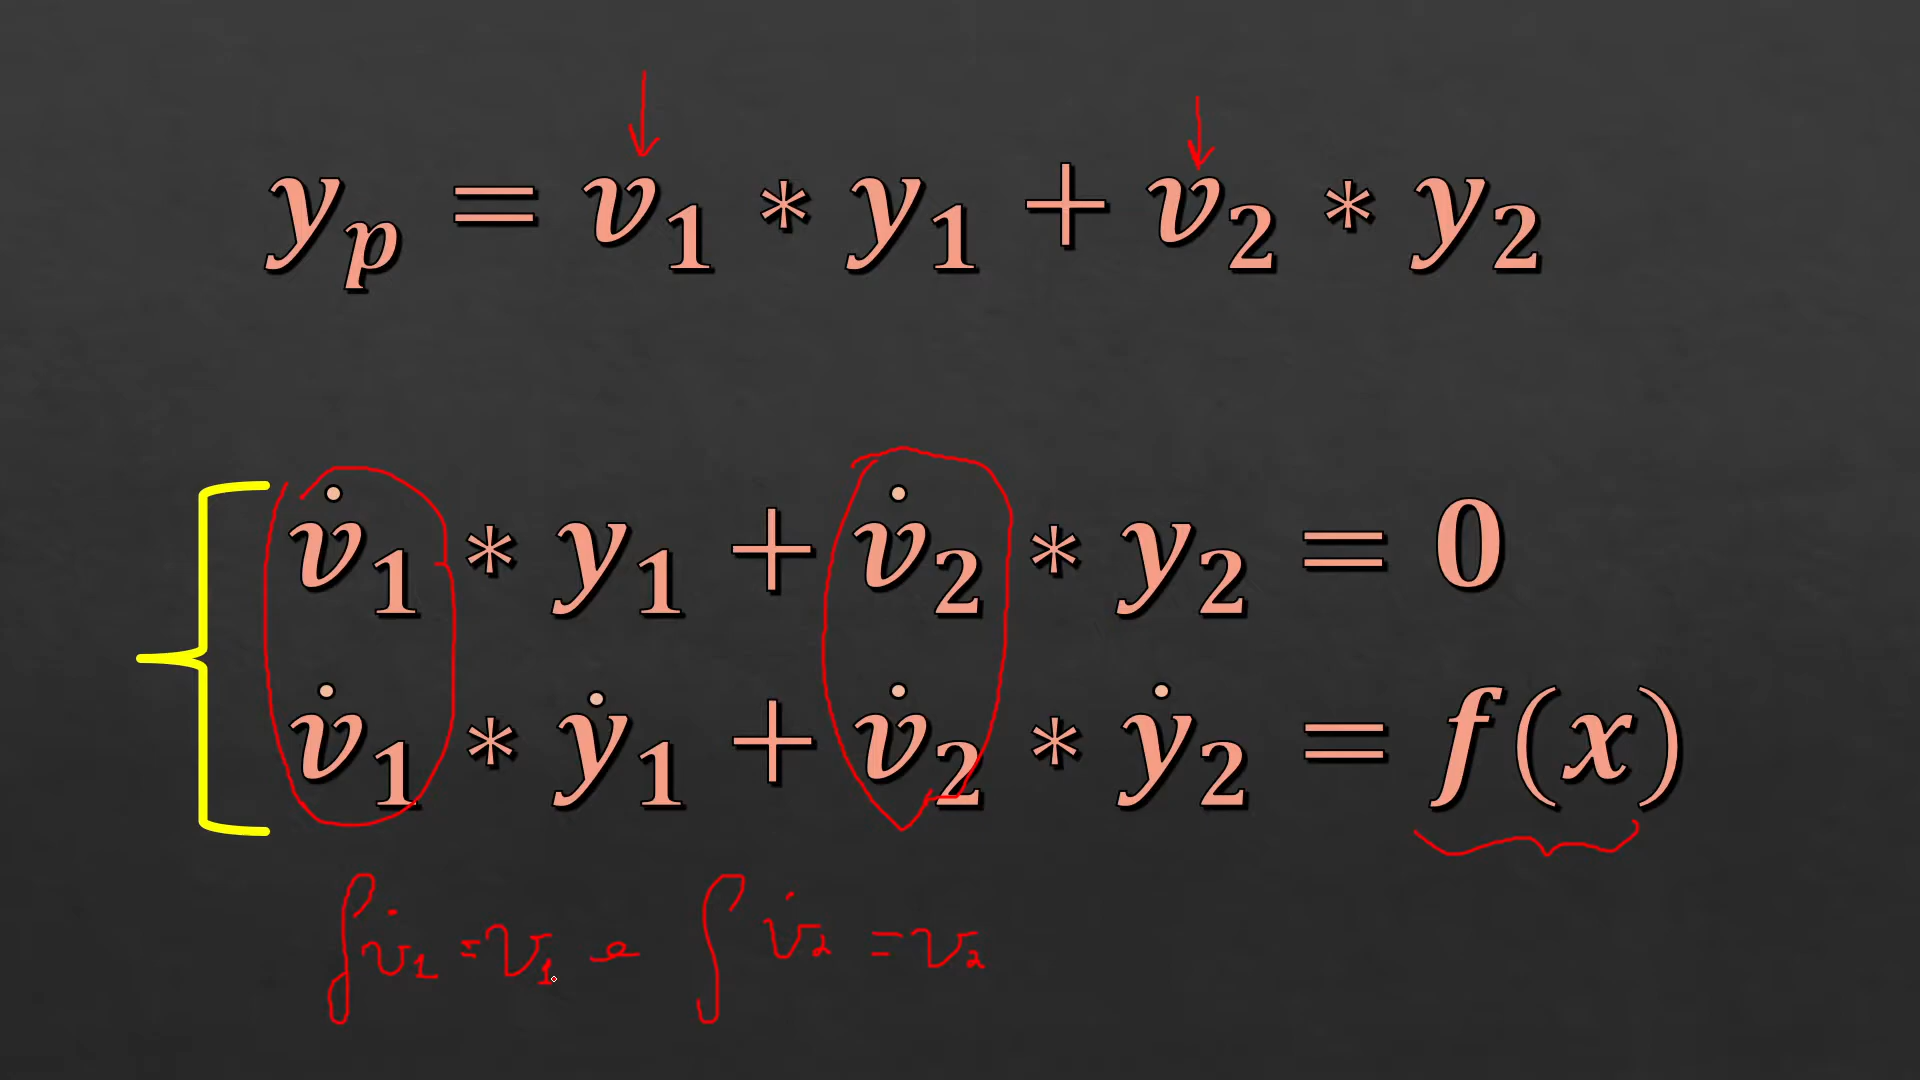 y_p = v_1 * y_1 + v_2 * y_2
v̇_1 * y_1 + v̇_2 * y_2 = 0
v̇_1 * ẏ_1 + v̇_2 * ẏ_2 = f(x)
∫ v̇_1 = v_1 e ∫ v̇_2 = v_2